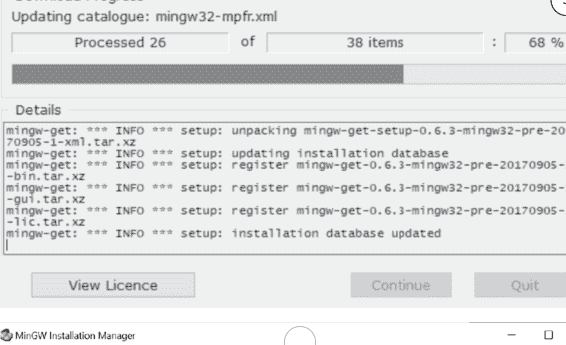 Updating catalogue: mingw32-mpfr.xml
Processed 26 of 38 items : 68 %
Details
mingw-get: *** INFO *** setup: unpacking mingw-get-setup-0.6.3-mingw32-pre-20
70905-1-xml.tar.xz
mingw-get: *** INFO *** setup: updating installation database
mingw-get: *** INFO *** setup: register mingw-get-0.6.3-mingw32-pre-20170905-
-bin.tar.xz
mingw-get: *** INFO *** setup: register mingw-get-0.6.3-mingw32-pre-20170905-
-gui.tar.xz
mingw-get: *** INFO *** setup: register mingw-get-0.6.3-mingw32-pre-20170905-
-lic.tar.xz
mingw-get: *** INFO *** setup: installation database updated
View Licence Continue Quit
MinGW Installation Manager